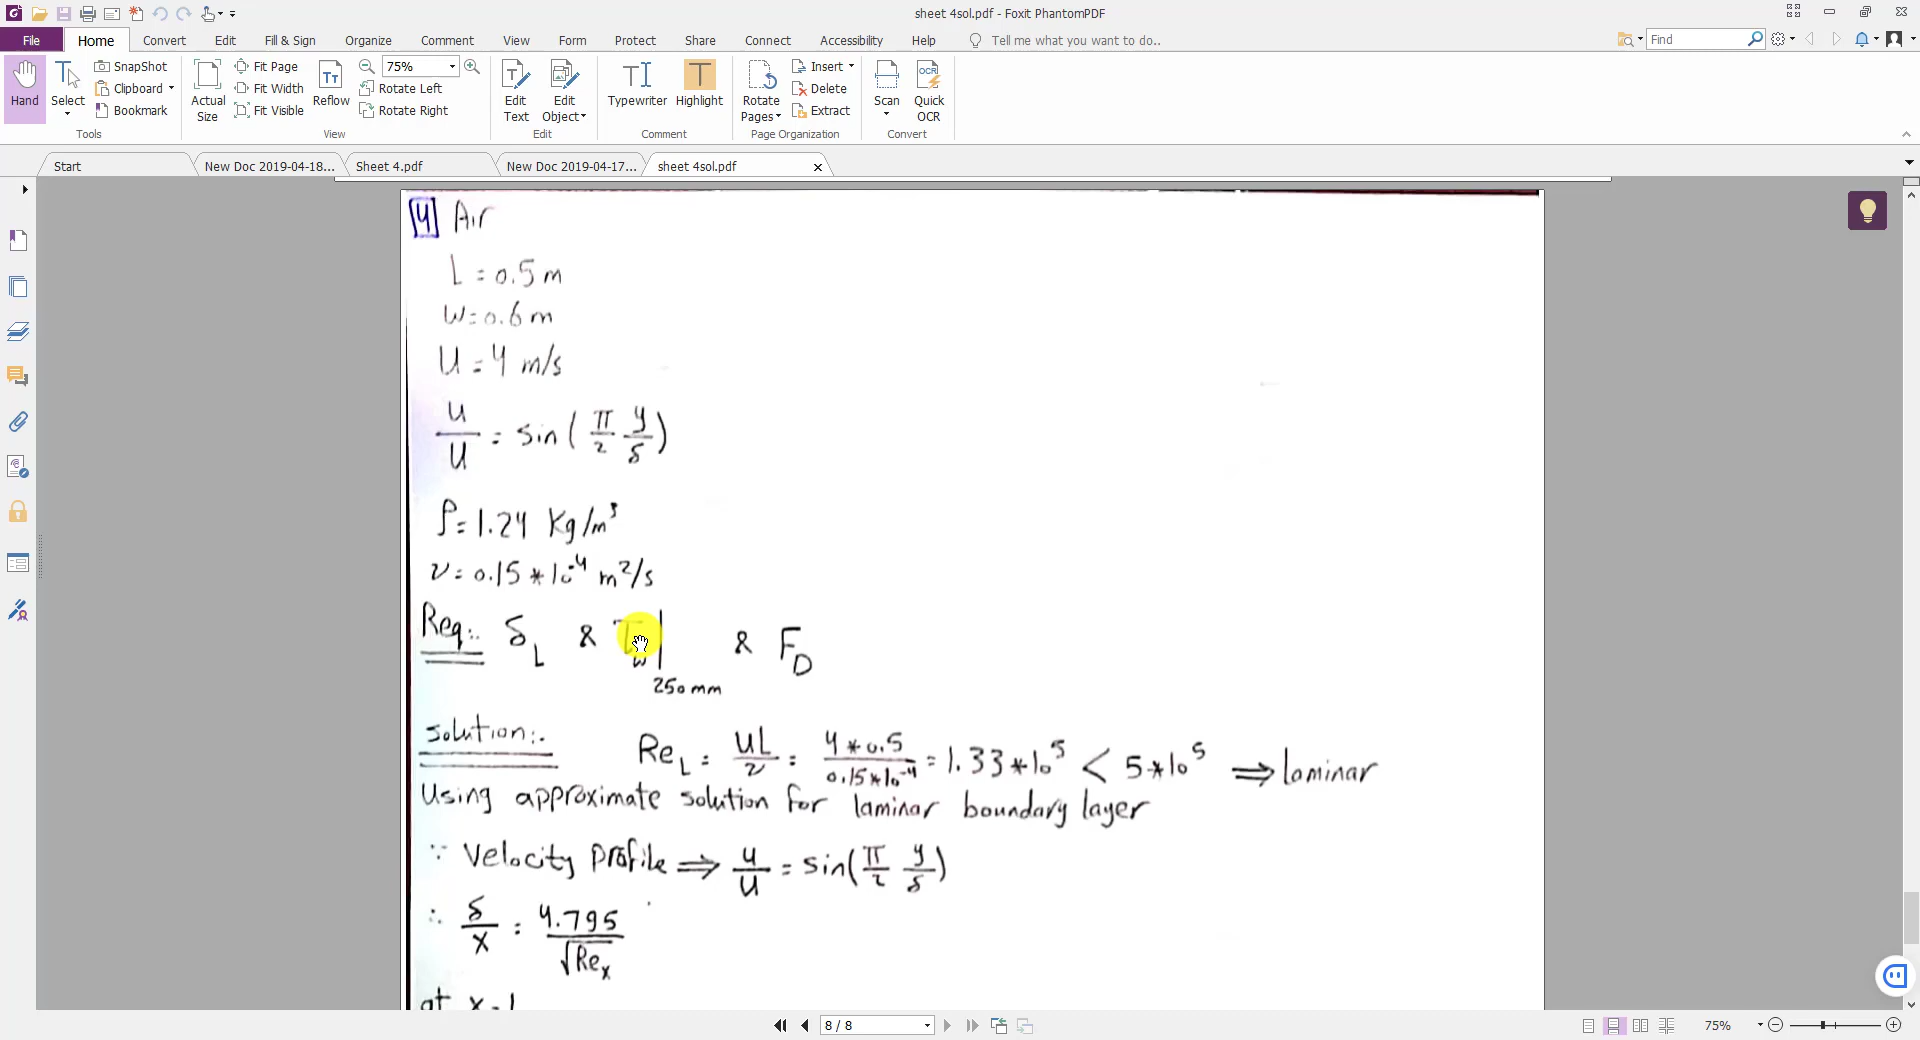 sheet 4sol.pdf - Foxit PhantomPDF
File Home Convert Edit Fill & Sign Organize Comment View Form Protect Share Connect Accessibility Help Tell me what you want to do.. Find
Hand
Select
SnapShot
Clipboard
Bookmark
Tools
Actual Size
Fit Page
Fit Width
Fit Visible
Reflow
75%
Rotate Left
Rotate Right
View
Edit Text
Edit Object
Edit
Typewriter
Highlight
Comment
Rotate Pages
Insert
Delete
Extract
Page Organization
Scan
Quick OCR
Convert
Start New Doc 2019-04-18... Sheet 4.pdf New Doc 2019-04-17... sheet 4sol.pdf
4 Air
L = 0.5 m
W = 0.6 m
U = 4 m/s
u/U = sin( π/2 y/δ )
ρ = 1.24 Kg/m³
ν = 0.15 * 10⁻⁴ m²/s
Req:. δ_L & τ_w|250 mm & F_D
Solution:. Re_L = UL/ν = 4 * 0.5 / 0.15 * 10⁻⁴ = 1.33 * 10⁵ < 5 * 10⁵ ⇒ laminar
Using approximate solution for laminar boundary layer
∵ Velocity profile ⇒ u/U = sin( π/2 y/δ )
∴ δ/x = 4.795/√Re_x
at x = L
8 / 8
75%